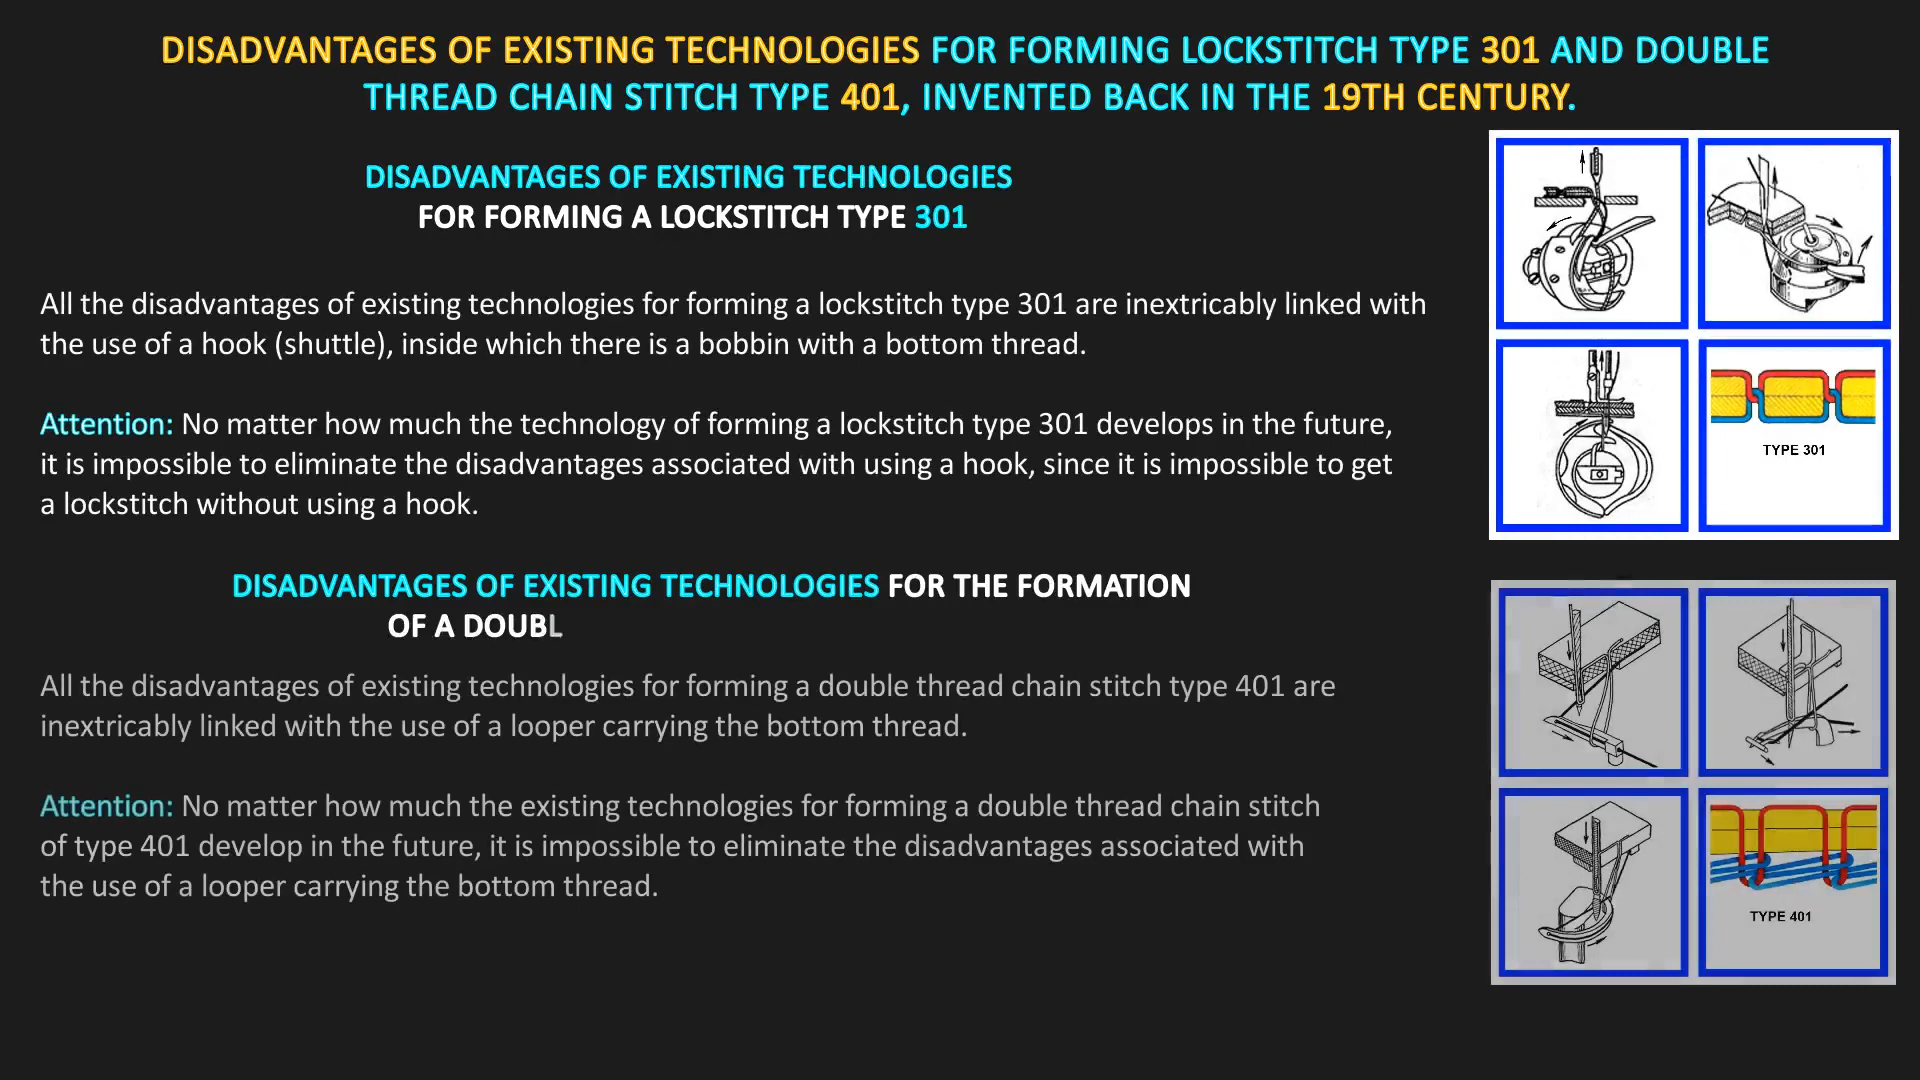 DISADVANTAGES OF EXISTING TECHNOLOGIES FOR FORMING LOCKSTITCH TYPE 301 AND DOUBLE
THREAD CHAIN STITCH TYPE 401, INVENTED BACK IN THE 19TH CENTURY.
DISADVANTAGES OF EXISTING TECHNOLOGIES
FOR FORMING A LOCKSTITCH TYPE 301
All the disadvantages of existing technologies for forming a lockstitch type 301 are inextricably linked with
the use of a hook (shuttle), inside which there is a bobbin with a bottom thread.
Attention: No matter how much the technology of forming a lockstitch type 301 develops in the future,
it is impossible to eliminate the disadvantages associated with using a hook, since it is impossible to get
a lockstitch without using a hook.
TYPE 301
DISADVANTAGES OF EXISTING TECHNOLOGIES FOR THE FORMATION
OF A DOUBL
All the disadvantages of existing technologies for forming a double thread chain stitch type 401 are
inextricably linked with the use of a looper carrying the bottom thread.
Attention: No matter how much the existing technologies for forming a double thread chain stitch
of type 401 develop in the future, it is impossible to eliminate the disadvantages associated with
the use of a looper carrying the bottom thread.
TYPE 401